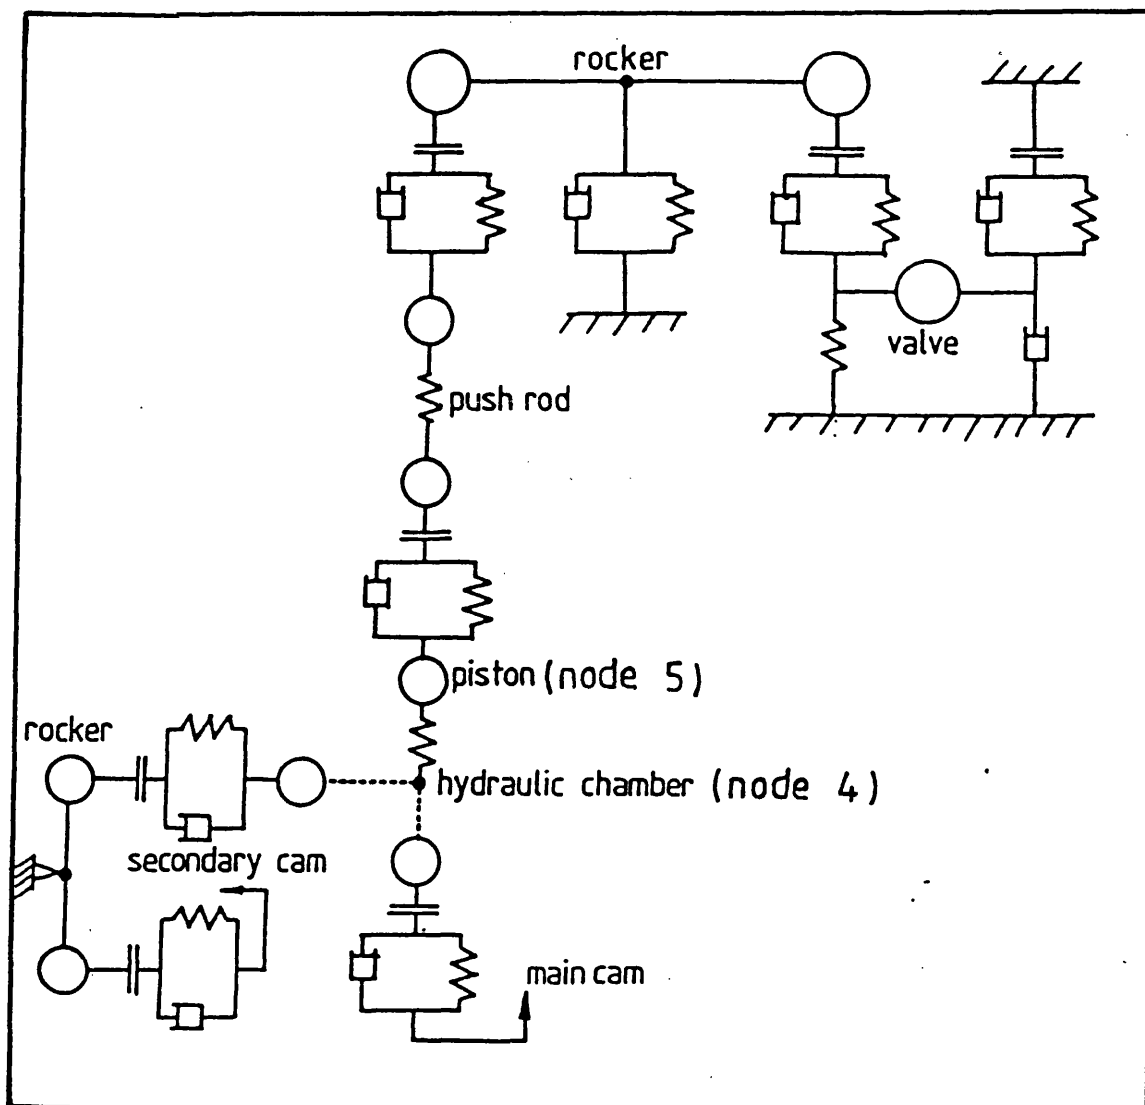 rocker
valve
push rod
piston (node 5)
rocker
hydraulic chamber (node 4)
secondary cam
main cam